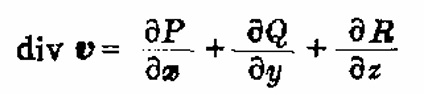 div v = ∂P/∂x + ∂Q/∂y + ∂R/∂z